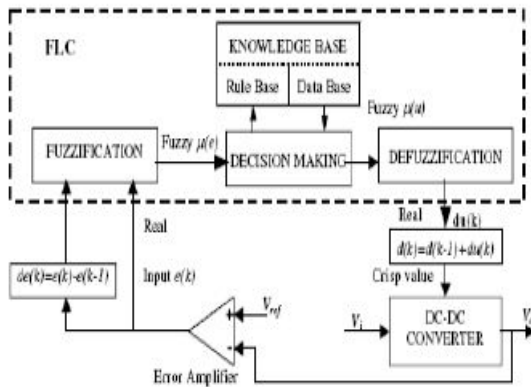 FLC
KNOWLEDGE BASE
Rule Base
Data Base
Fuzzy μ(u)
FUZZIFICATION
Fuzzy μ(e)
DECISION MAKING
DEFUZZIFICATION
Real
Real
du(k)
de(k)=e(k)-e(k-1)
Input e(k)
d(k)=d(k-1)+du(k)
Crisp value
+
Vref
-
Vi
DC-DC
CONVERTER
Error Amplifier